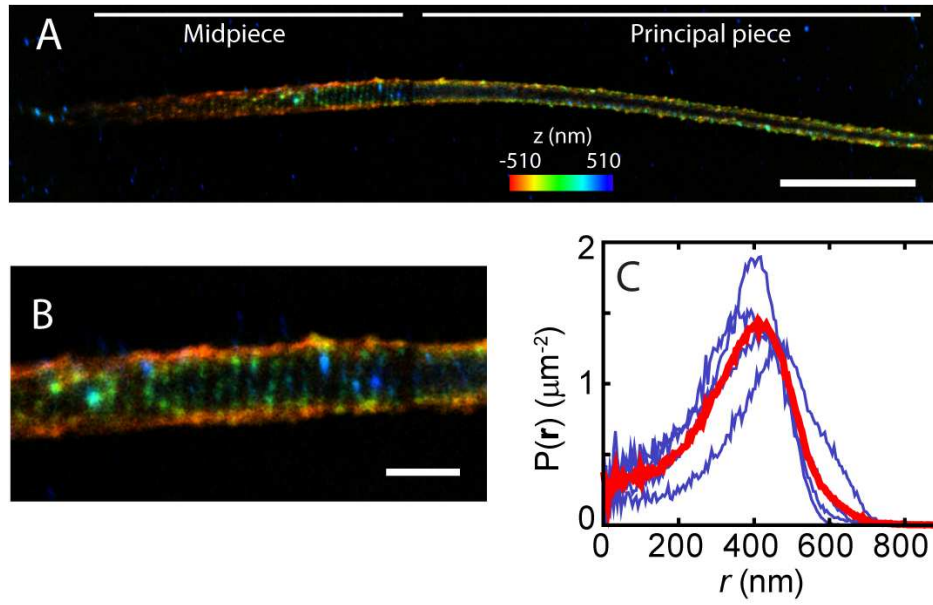 A
Midpiece
Principal piece
z (nm)
-510 510
B
C
2
1
0
P(r) (μm⁻²)
0 200 400 600 800
r (nm)